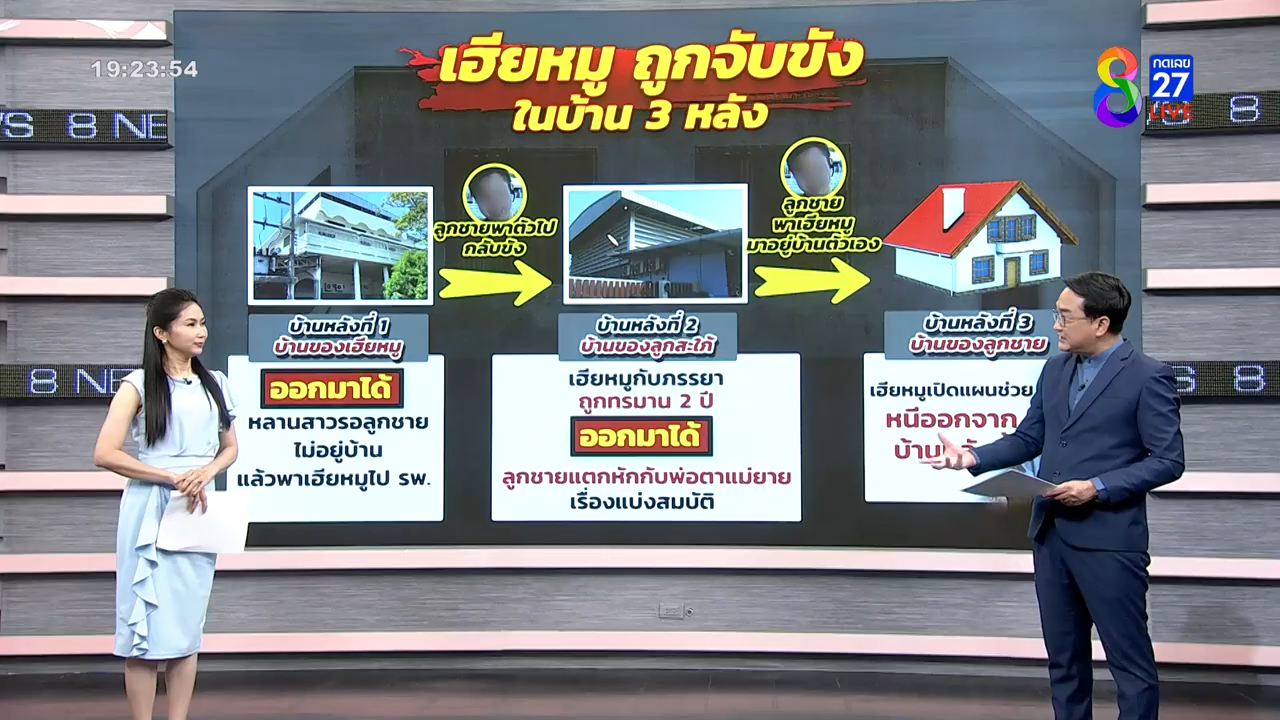 19:23:54
เฮียหมู ถูกจับขัง
ในบ้าน 3 หลัง
กดเลข
27
LIVE
8
S 8 NE
8
8 NE
S 8
ลูกชายพาตัวไป
กลับขัง
ลูกชาย
พาเฮียหมู
มาอยู่บ้านตัวเอง
บ้านหลังที่ 1
บ้านของเฮียหมู
ออกมาได้
หลานสาวรอลูกชาย
ไม่อยู่บ้าน
แล้วพาเฮียหมูไป รพ.
บ้านหลังที่ 2
บ้านของลูกสะใภ้
เฮียหมูกับภรรยา
ถูกทรมาน 2 ปี
ออกมาได้
ลูกชายแตกหักกับพ่อตาแม่ยาย
เรื่องแบ่งสมบัติ
บ้านหลังที่ 3
บ้านของลูกชาย
เฮียหมูเปิดแผนช่วย
หนีออกจาก